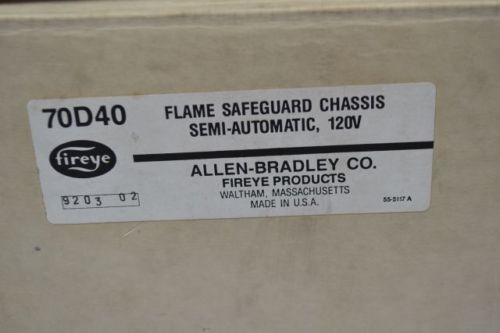 70D40
FLAME SAFEGUARD CHASSIS
SEMI-AUTOMATIC, 120V
fireye
ALLEN-BRADLEY CO.
FIREYE PRODUCTS
WALTHAM, MASSACHUSETTS
MADE IN U.S.A.
9203 02
55-5117 A